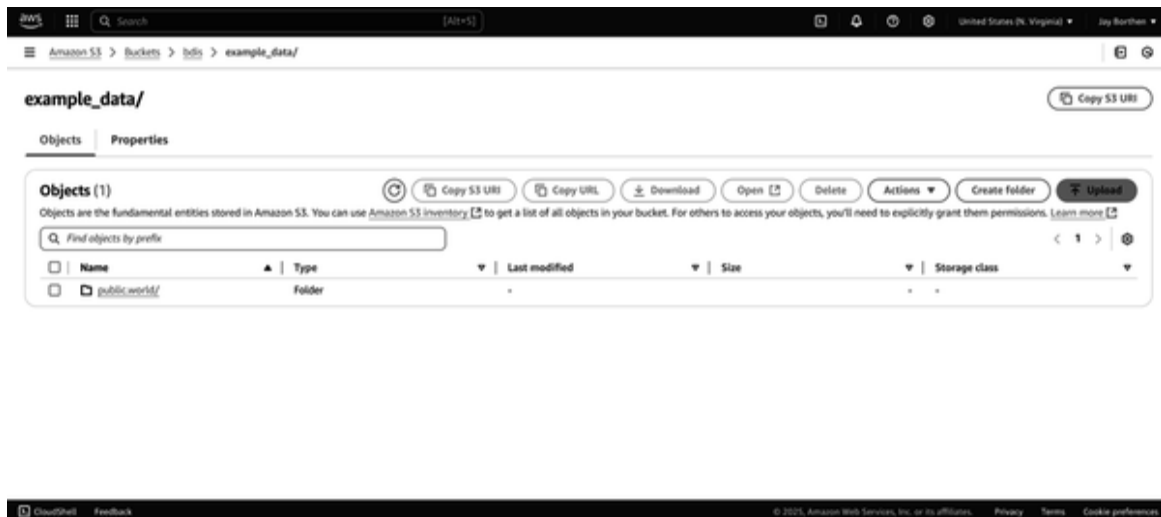 aws Search [Alt+S] United States (N. Virginia) Jay Borthen
Amazon S3 > Buckets > bdis > example_data/
example_data/ Copy S3 URI
Objects Properties
Objects (1) Copy S3 URI Copy URL Download Open Delete Actions Create folder Upload
Objects are the fundamental entities stored in Amazon S3. You can use Amazon S3 inventory to get a list of all objects in your bucket. For others to access your objects, you'll need to explicitly grant them permissions. Learn more
Find objects by prefix < 1 >
Name Type Last modified Size Storage class
public.world/ Folder - - -
CloudShell Feedback © 2025, Amazon Web Services, Inc. or its affiliates. Privacy Terms Cookie preferences